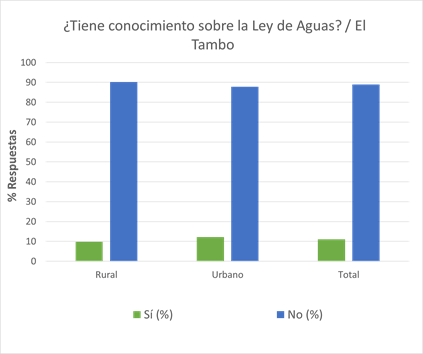 ¿Tiene conocimiento sobre la Ley de Aguas? / El
Tambo
% Respuestas
100
90
80
70
60
50
40
30
20
10
0
Rural Urbano Total
Sí (%) No (%)